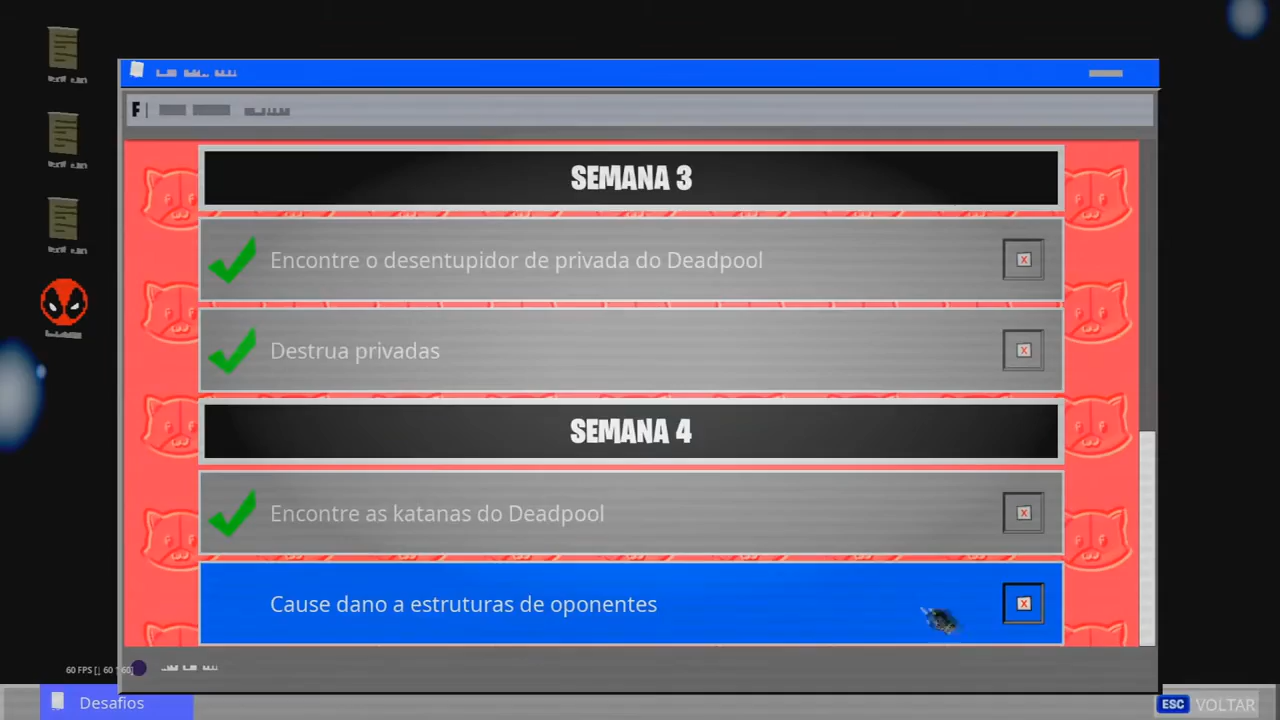 F
SEMANA 3
Encontre o desentupidor de privada do Deadpool
x
Destrua privadas
x
SEMANA 4
Encontre as katanas do Deadpool
x
Cause dano a estruturas de oponentes
x
60 FPS [
Desafios
ESC VOLTAR